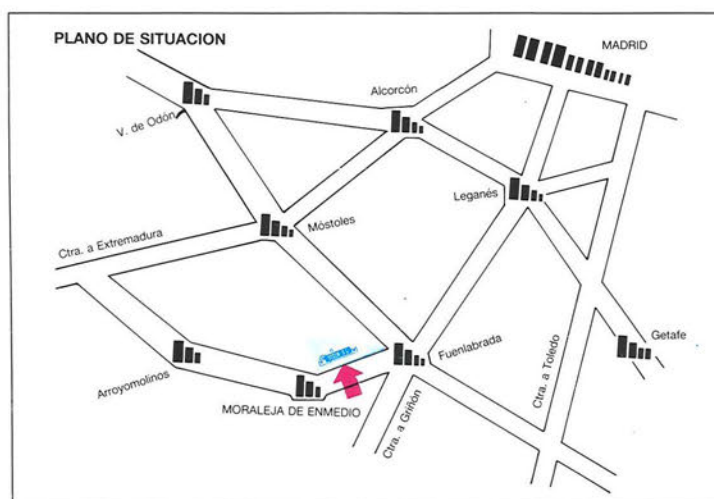 PLANO DE SITUACION
MADRID
Alcorcón
V. de Odón
Leganés
Móstoles
Ctra. a Extremadura
Getafe
Fuenlabrada
Ctra. a Toledo
Arroyomolinos
MORALEJA DE ENMEDIO
Ctra. a Griñón